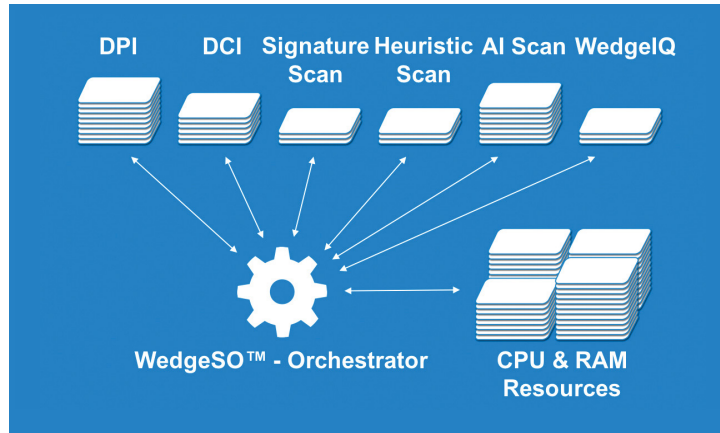 DPI
DCI
Signature
Scan
Heuristic
Scan
AI Scan
WedgeIQ
WedgeSO™ - Orchestrator
CPU & RAM
Resources